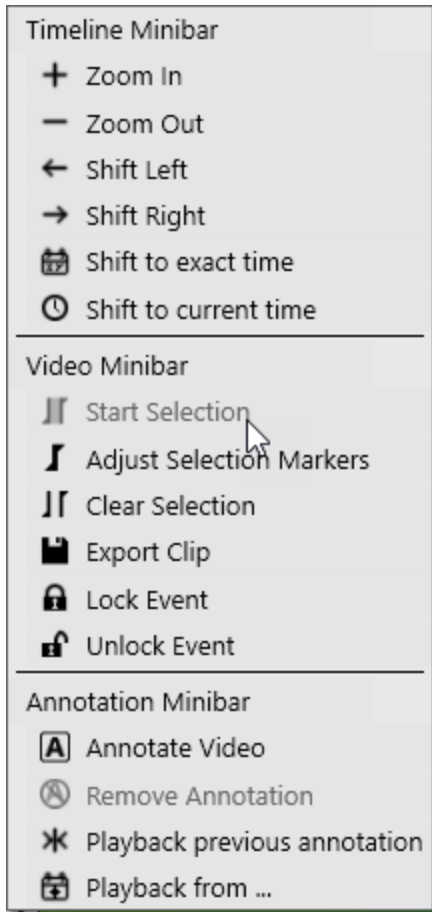 Timeline Minibar
Zoom In
Zoom Out
Shift Left
Shift Right
Shift to exact time
Shift to current time
Video Minibar
Start Selection
Adjust Selection Markers
Clear Selection
Export Clip
Lock Event
Unlock Event
Annotation Minibar
A Annotate Video
Remove Annotation
Playback previous annotation
Playback from ...